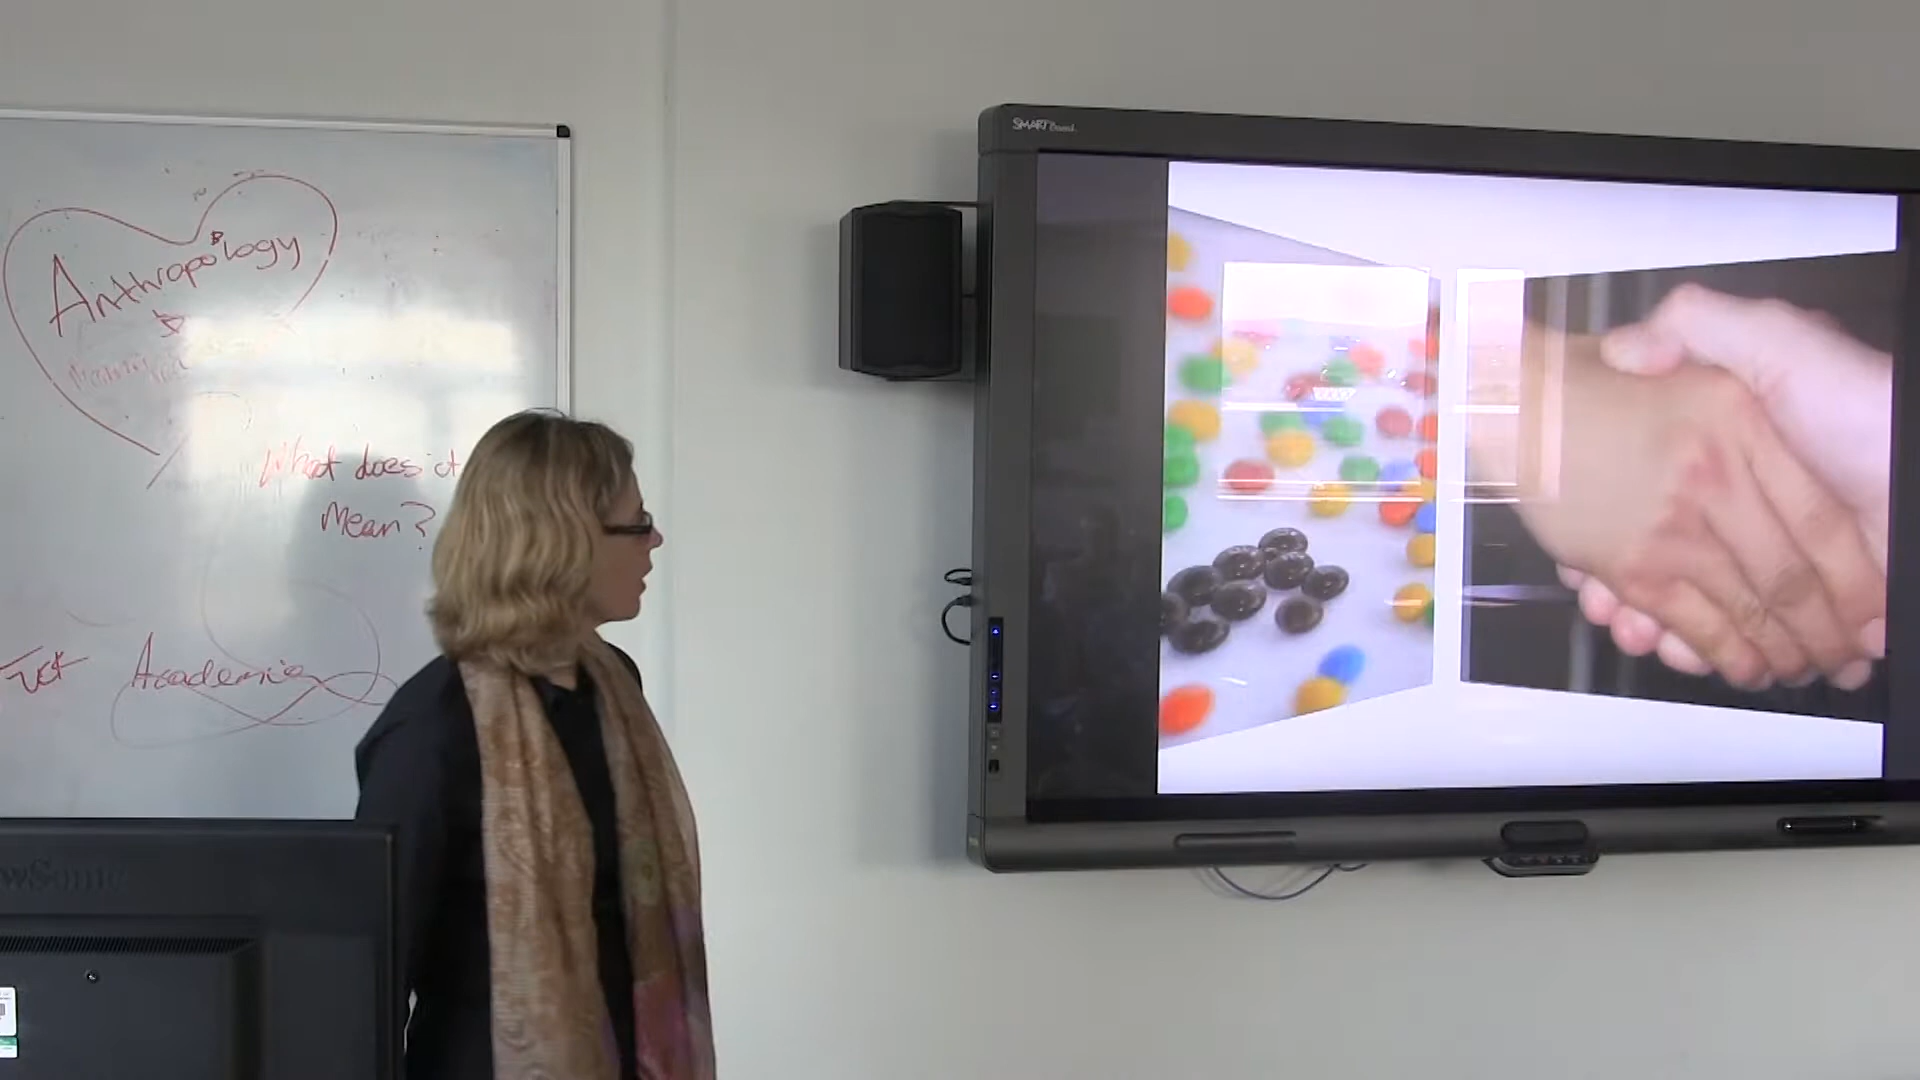 Anthropology
What does it
Mean?
Academia
SMART Board